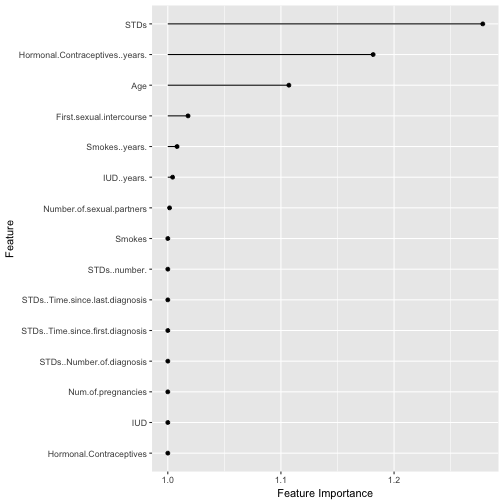 STDs
Hormonal.Contraceptives..years.
Age
First.sexual.intercourse
Smokes..years.
IUD..years.
Number.of.sexual.partners
Smokes
STDs..number.
STDs..Time.since.last.diagnosis
STDs..Time.since.first.diagnosis
STDs..Number.of.diagnosis
Num.of.pregnancies
IUD
Hormonal.Contraceptives
Feature
1.0 1.1 1.2
Feature Importance